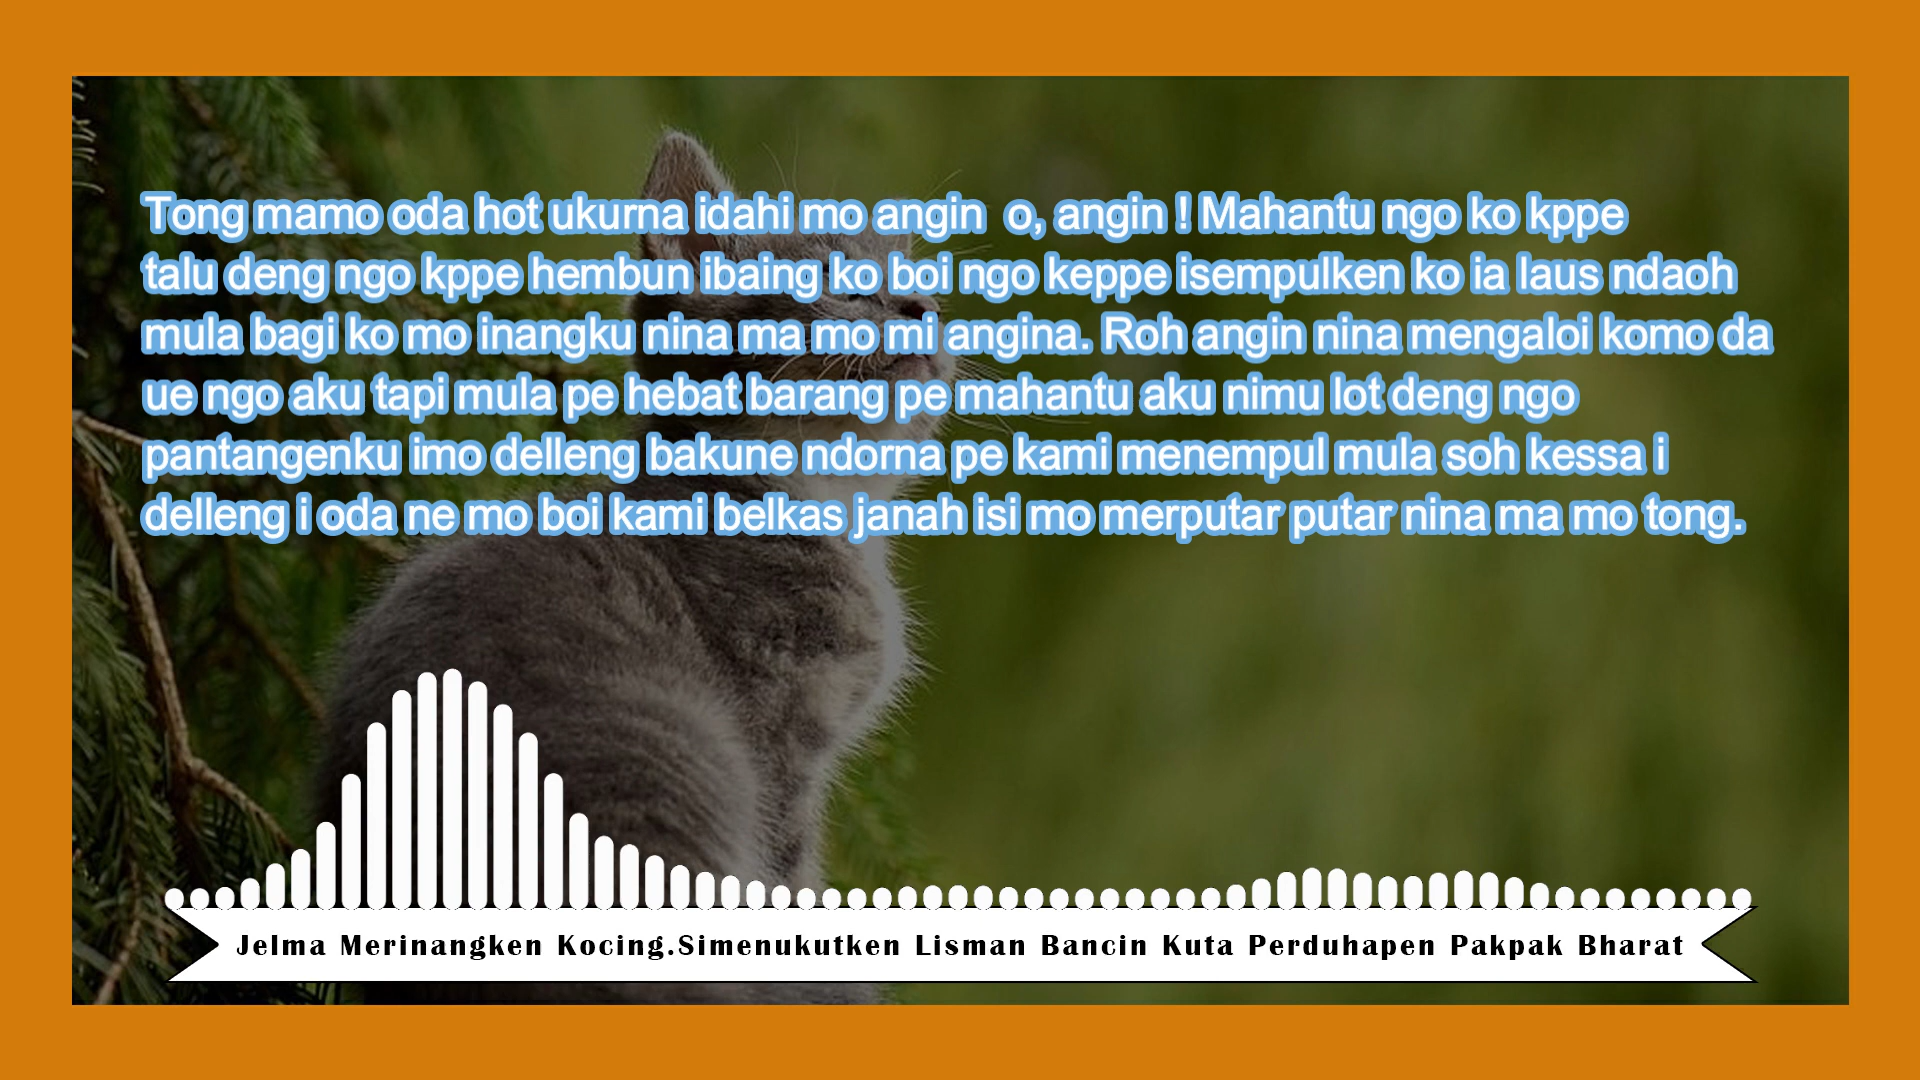 Tong mamo oda hot ukurna idahi mo angin  o, angin ! Mahantu ngo ko kppe
talu deng ngo kppe hembun ibaing ko boi ngo keppe isempulken ko ia laus ndaoh
mula bagi ko mo inangku nina ma mo mi angina. Roh angin nina mengaloi komo da
ue ngo aku tapi mula pe hebat barang pe mahantu aku nimu lot deng ngo
pantangenku imo delleng bakune ndorna pe kami menempul mula soh kessa i
delleng i oda ne mo boi kami belkas janah isi mo merputar putar nina ma mo tong.
Jelma Merinangken Kocing.Simenukutken Lisman Bancin Kuta Perduhapen Pakpak Bharat